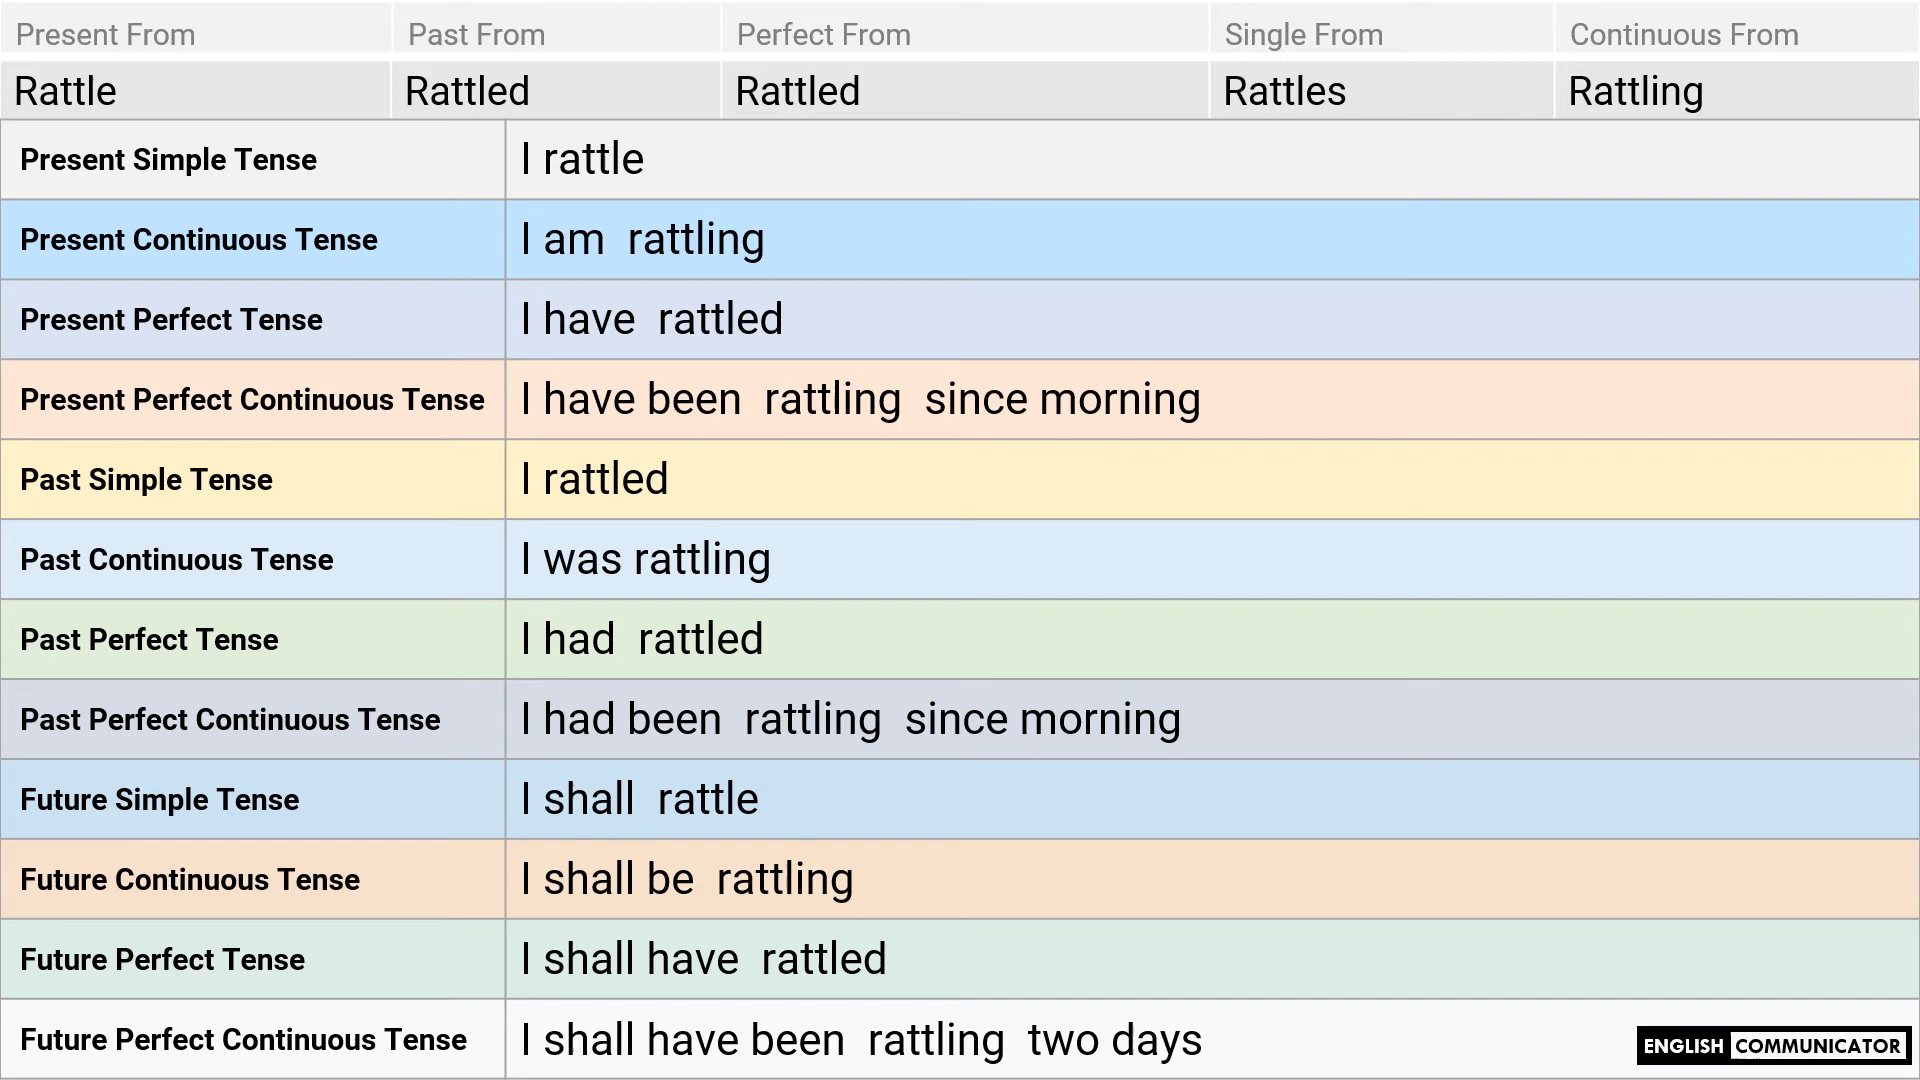 Present From Past From Perfect From Single From Continuous From
Rattle Rattled Rattled Rattles Rattling
Present Simple Tense I rattle
Present Continuous Tense I am rattling
Present Perfect Tense I have rattled
Present Perfect Continuous Tense I have been rattling since morning
Past Simple Tense I rattled
Past Continuous Tense I was rattling
Past Perfect Tense I had rattled
Past Perfect Continuous Tense I had been rattling since morning
Future Simple Tense I shall rattle
Future Continuous Tense I shall be rattling
Future Perfect Tense I shall have rattled
Future Perfect Continuous Tense I shall have been rattling two days
ENGLISH COMMUNICATOR